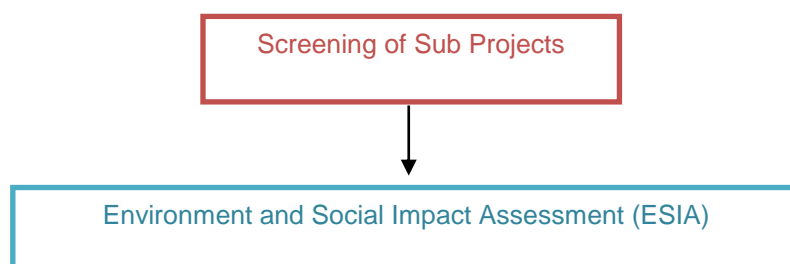 Screening of Sub Projects
Environment and Social Impact Assessment (ESIA)